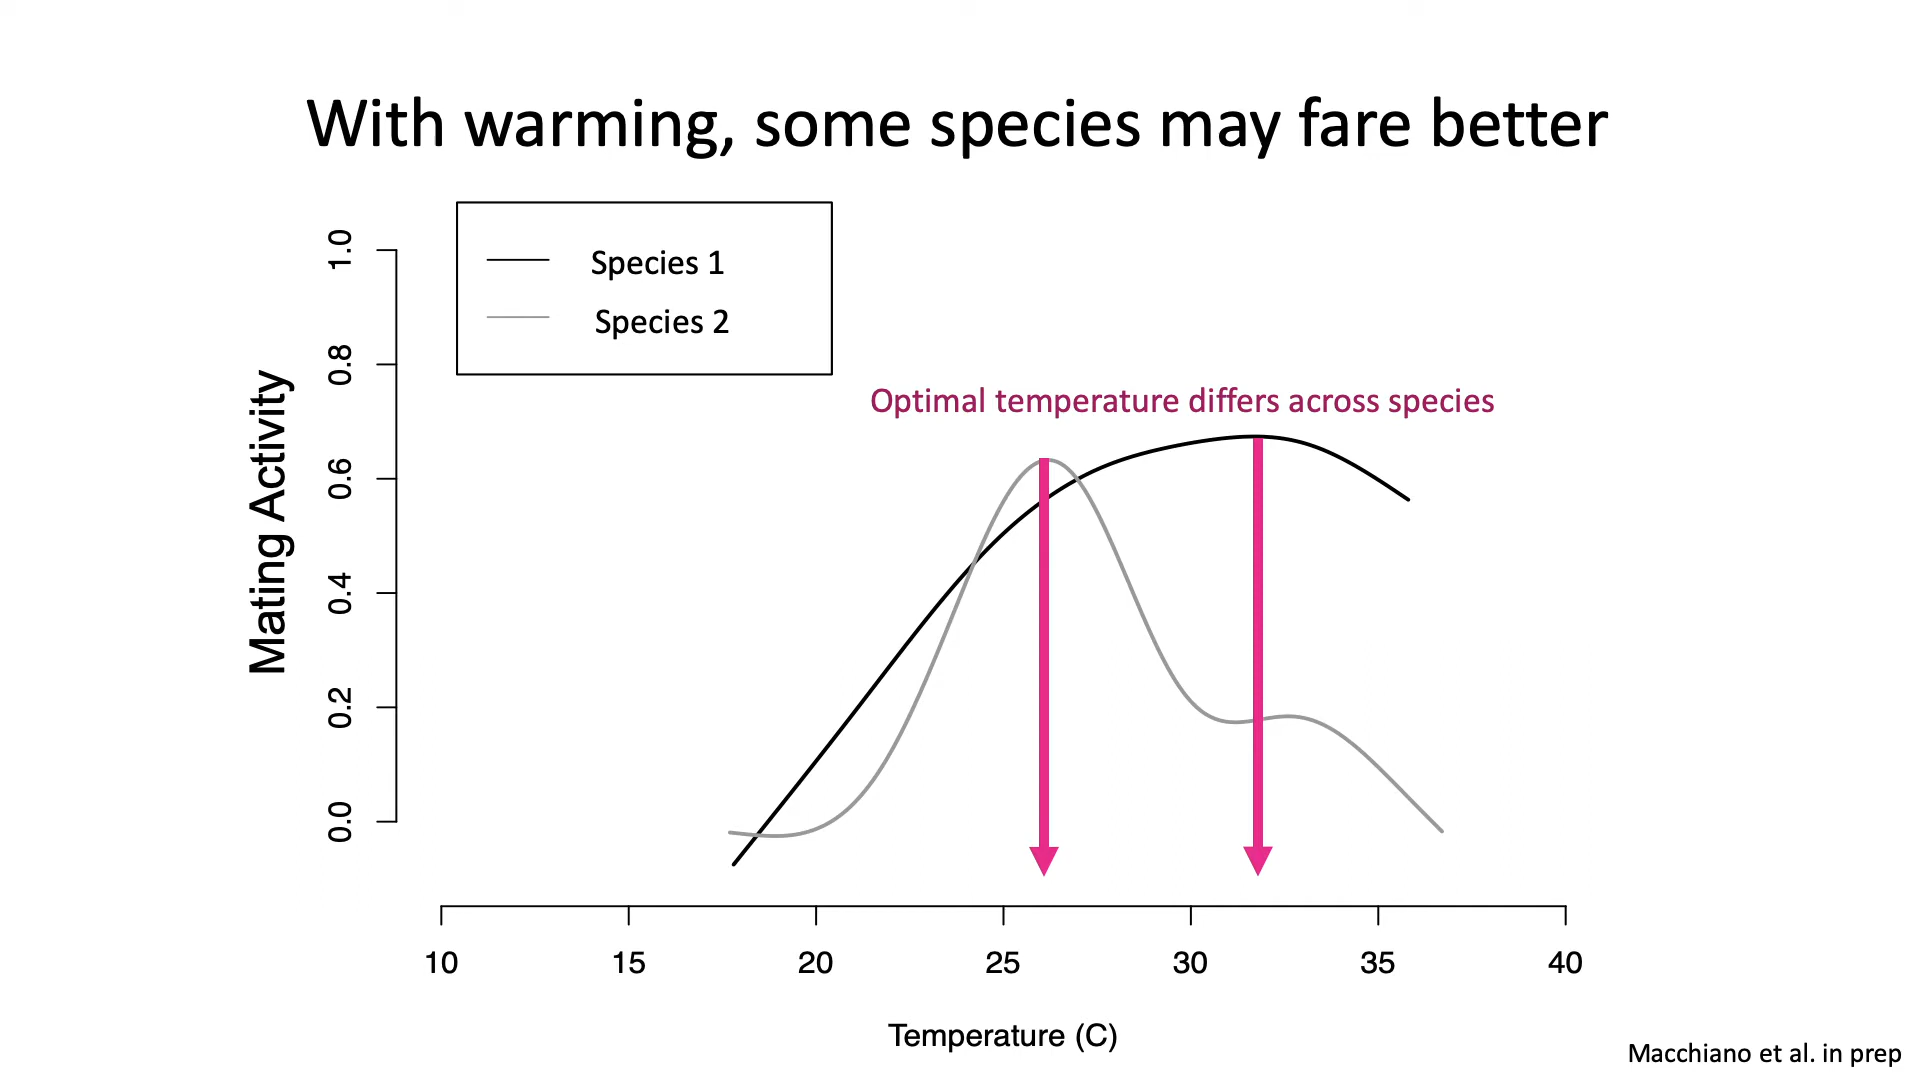 With warming, some species may fare better
Species 1
Species 2
Optimal temperature differs across species
Mating Activity
1.0
0.8
0.6
0.4
0.2
0.0
10 15 20 25 30 35 40
Temperature (C)
Macchiano et al. in prep